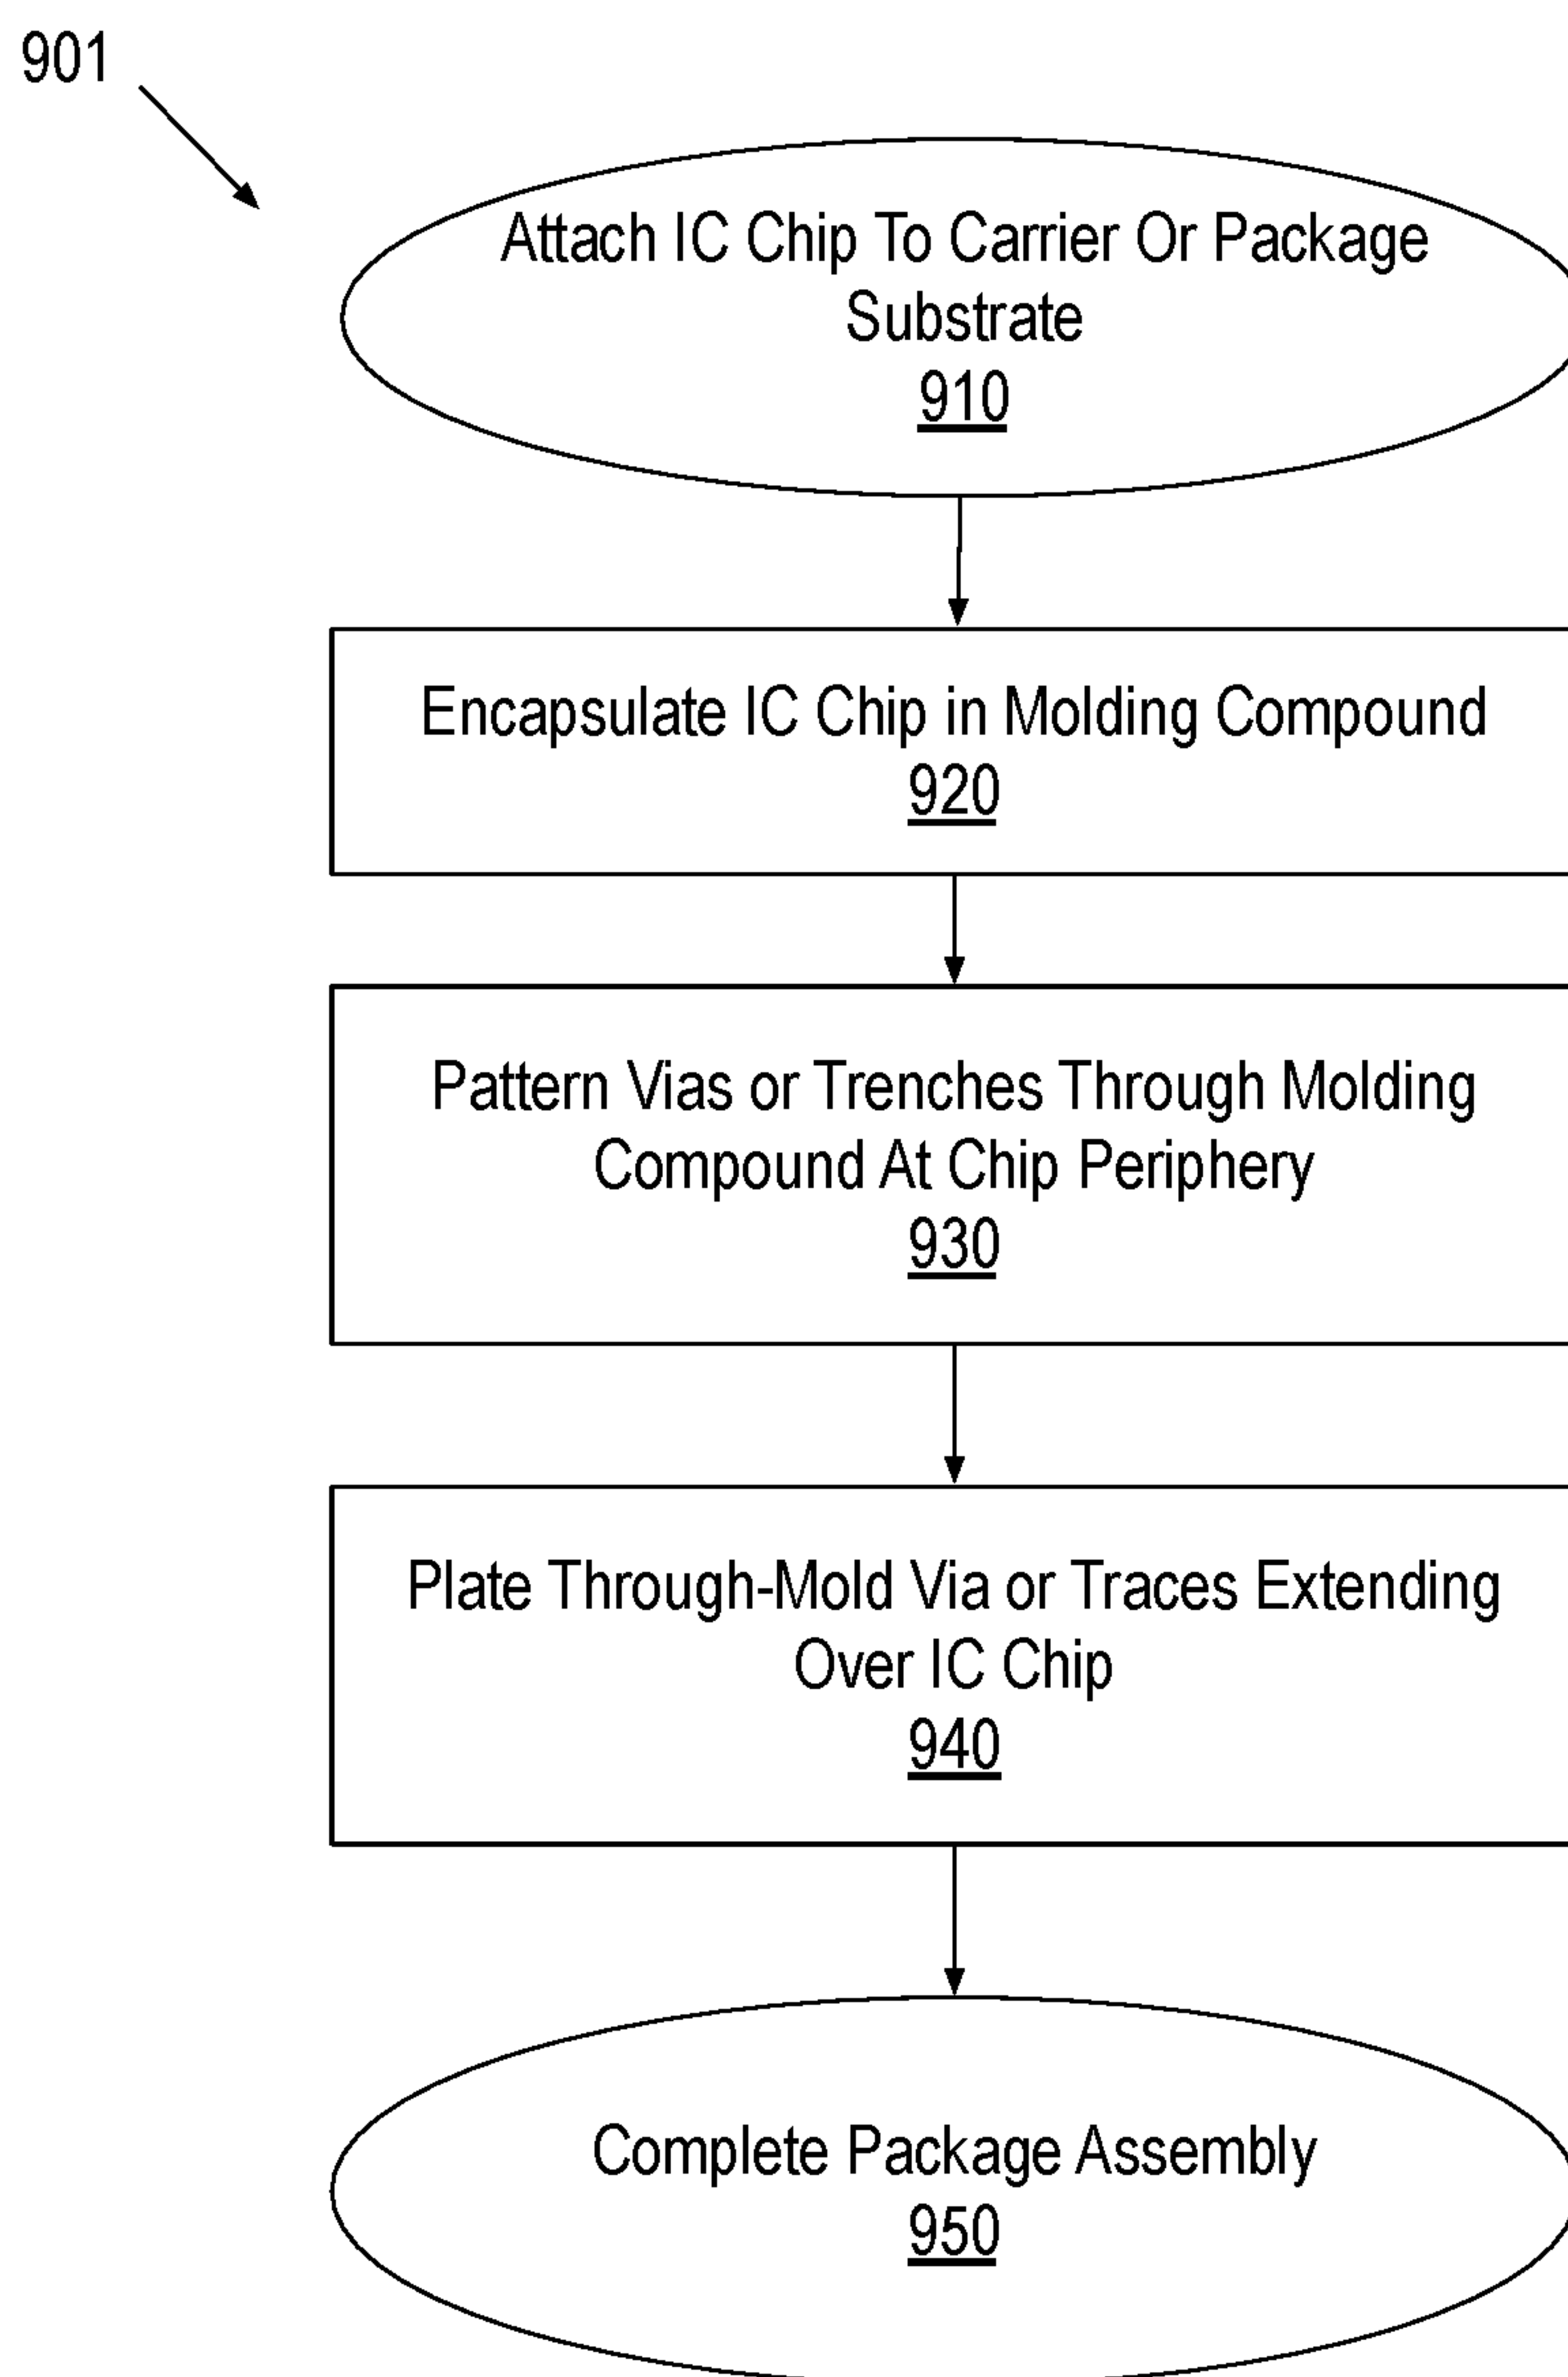 901
Attach IC Chip To Carrier Or Package
Substrate
910
Encapsulate IC Chip in Molding Compound
920
Pattern Vias or Trenches Through Molding
Compound At Chip Periphery
930
Plate Through-Mold Via or Traces Extending
Over IC Chip
940
Complete Package Assembly
950